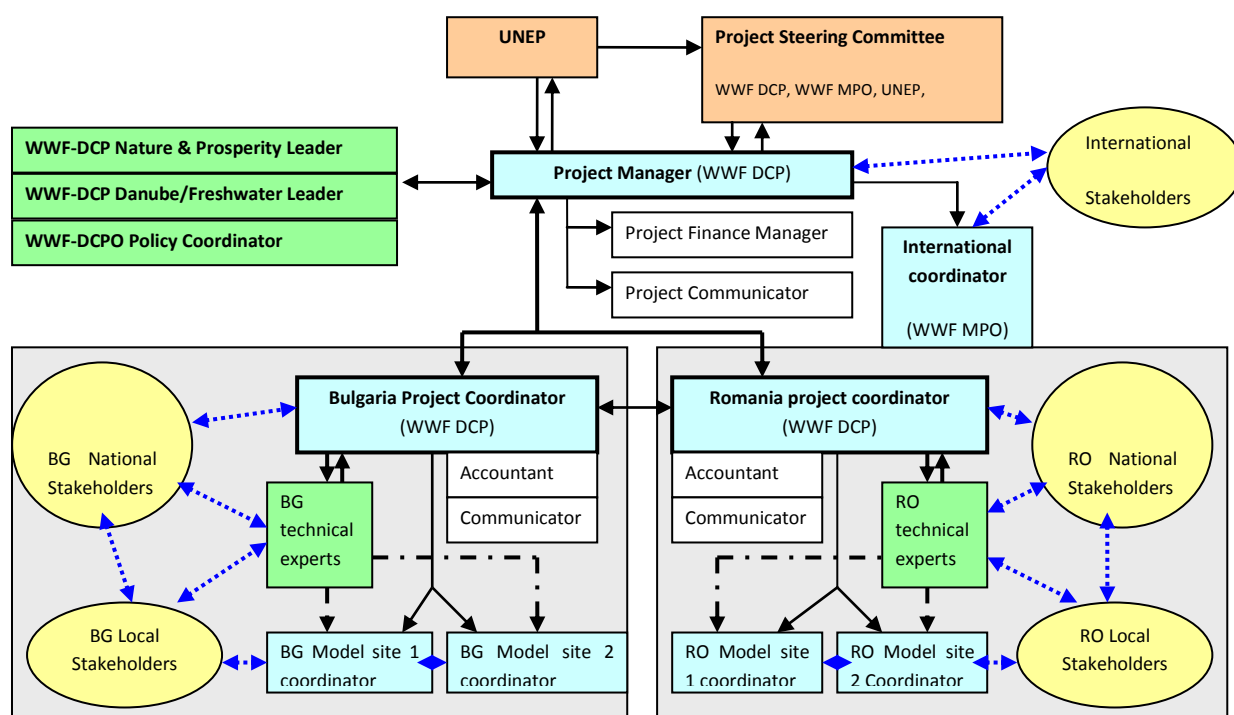 UNEP
Project Steering Committee
WWF DCP, WWF MPO, UNEP,
WWF-DCP Nature & Prosperity Leader
WWF-DCP Danube/Freshwater Leader
WWF-DCPO Policy Coordinator
Project Manager (WWF DCP)
International
Stakeholders
Project Finance Manager
Project Communicator
International
coordinator
(WWF MPO)
Bulgaria Project Coordinator
(WWF DCP)
Accountant
Communicator
BG National
Stakeholders
BG
technical
experts
BG Local
Stakeholders
BG Model site 1
coordinator
BG Model site 2
coordinator
Romania project coordinator
(WWF DCP)
Accountant
Communicator
RO
technical
experts
RO National
Stakeholders
RO Model site
1 coordinator
RO Model site
2 Coordinator
RO Local
Stakeholders